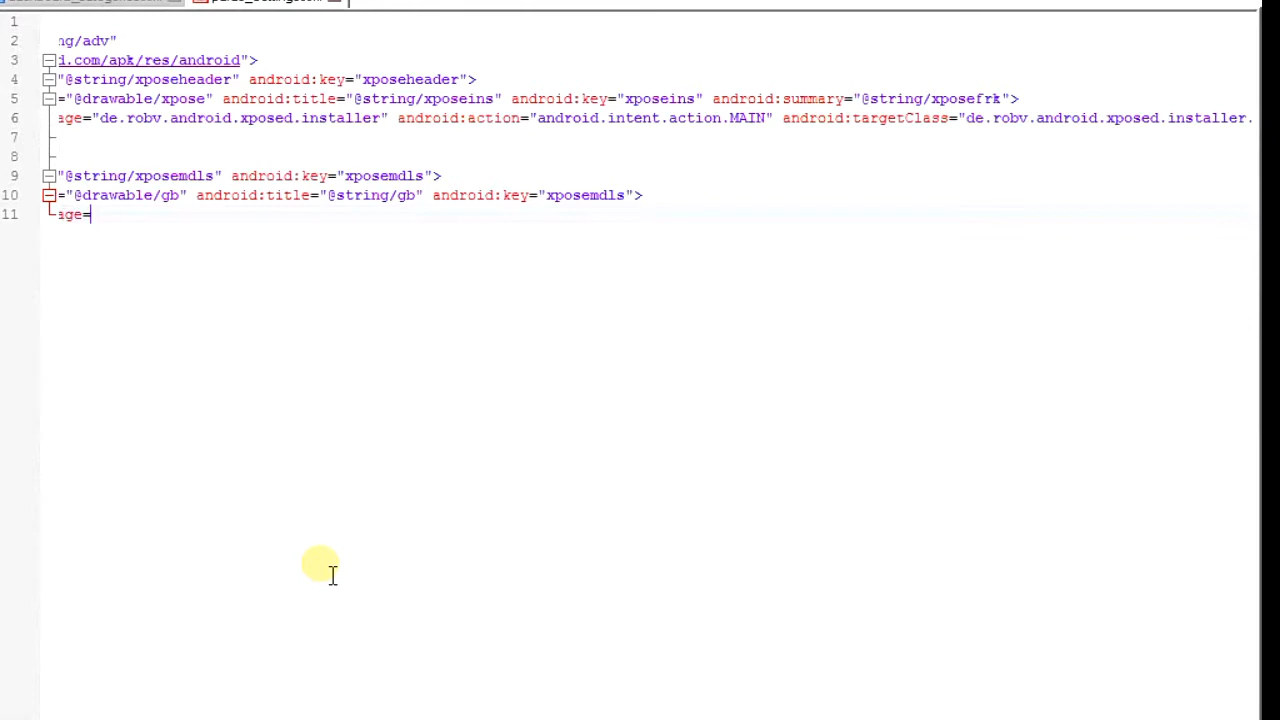 1
2 ng/adv"
3 d.com/apk/res/android">
4 "@string/xposeheader" android:key="xposeheader">
5 ="@drawable/xpose" android:title="@string/xposeins" android:key="xposeins" android:summary="@string/xposefrk">
6 age="de.robv.android.xposed.installer" android:action="android.intent.action.MAIN" android:targetClass="de.robv.android.xposed.installer.
7
8
9 "@string/xposemdls" android:key="xposemdls">
10 ="@drawable/gb" android:title="@string/gb" android:key="xposemdls">
11 age=